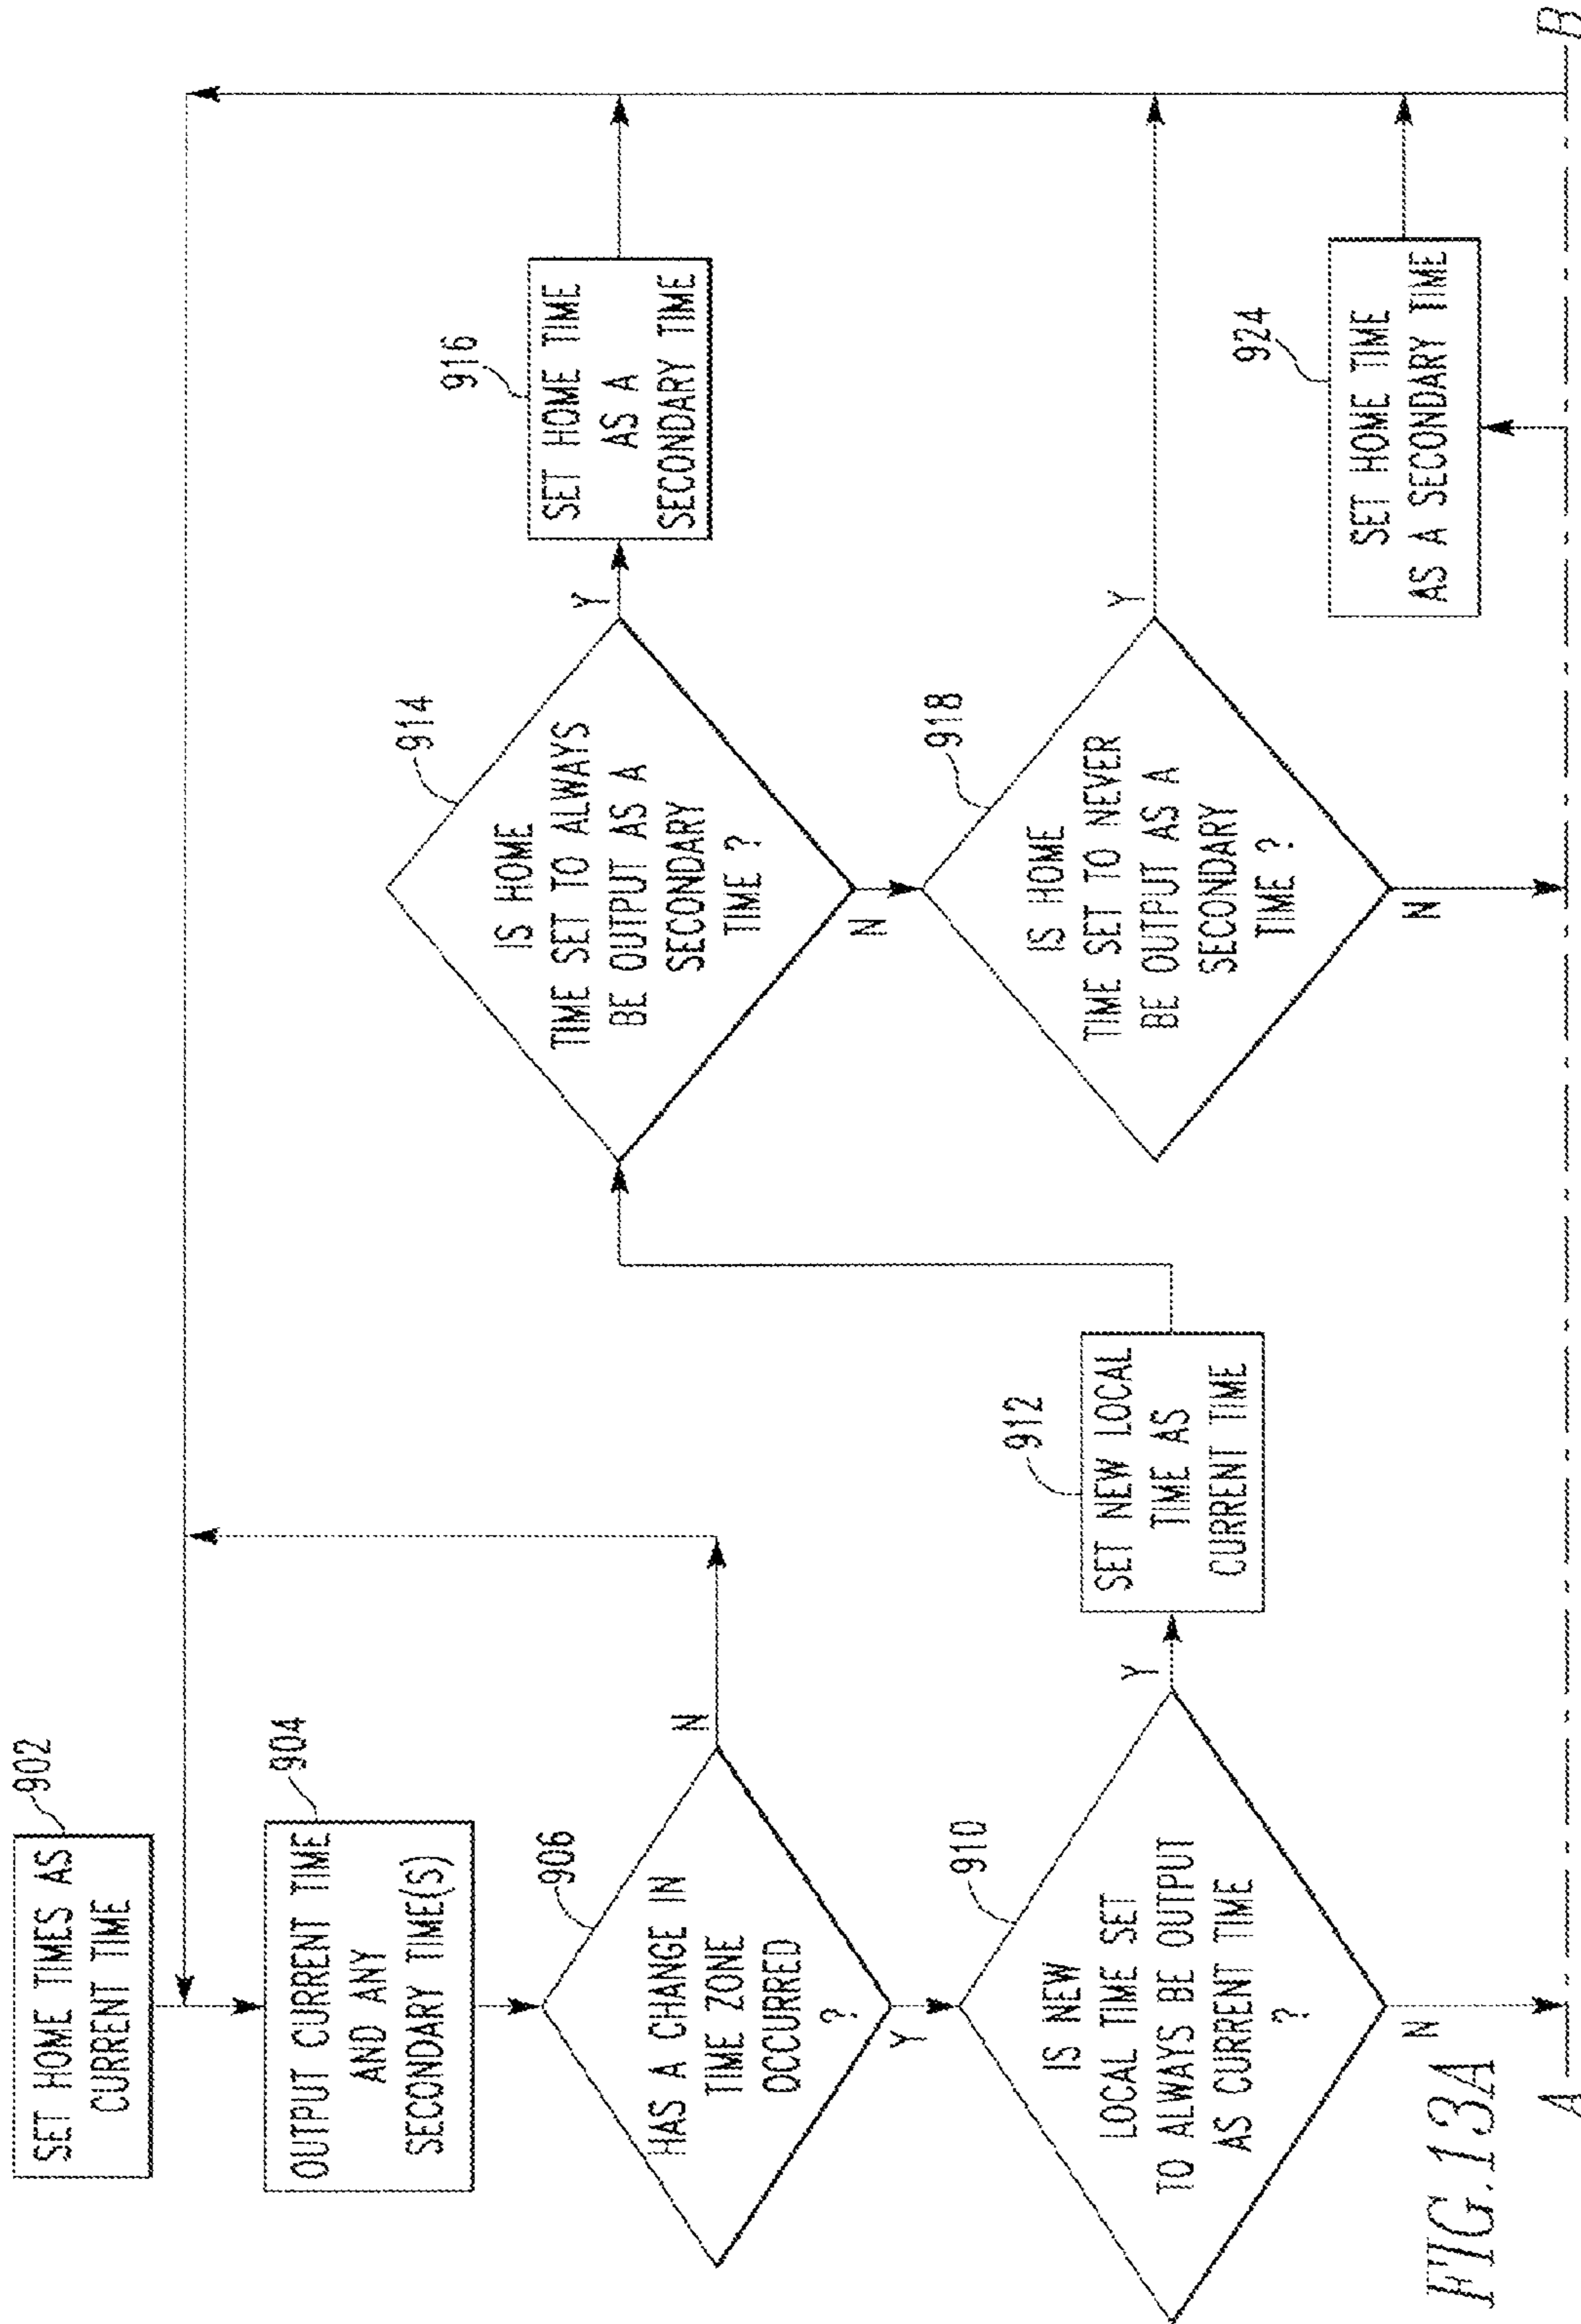 902
SET HOME TIMES AS
CURRENT TIME
904
OUTPUT CURRENT TIME
AND ANY
SECONDARY TIME(S)
906
HAS A CHANGE IN
TIME ZONE
OCCURRED
?
N
Y
910
IS NEW
LOCAL TIME SET
TO ALWAYS BE OUTPUT
AS CURRENT TIME
?
Y
N
912
SET NEW LOCAL
TIME AS
CURRENT TIME
914
IS HOME
TIME SET TO ALWAYS
BE OUTPUT AS A
SECONDARY
TIME ?
Y
N
916
SET HOME TIME
AS A
SECONDARY TIME
918
IS HOME
TIME SET TO NEVER
BE OUTPUT AS A
SECONDARY
TIME ?
Y
N
924
SET HOME TIME
AS A SECONDARY TIME
FIG.13A
A
B